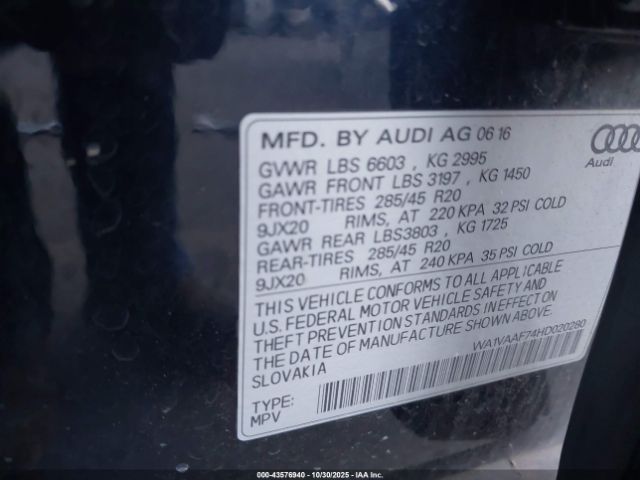 MFD. BY AUDI AG 06 16
GVWR LBS 6603 , KG 2995
GAWR FRONT LBS 3197 , KG 1450
FRONT-TIRES 285/45 R20
9JX20 RIMS, AT 220 KPA 32 PSI COLD
GAWR REAR LBS3803 , KG 1725
REAR-TIRES 285/45 R20
9JX20 RIMS, AT 240 KPA 35 PSI COLD
Audi
THIS VEHICLE CONFORMS TO ALL APPLICABLE
U.S. FEDERAL MOTOR VEHICLE SAFETY AND
THEFT PREVENTION STANDARDS IN EFFECT ON
THE DATE OF MANUFACTURE SHOWN ABOVE.
SLOVAKIA
WA1VAAF74HD020280
TYPE:
MPV
000-43576940 - 10/30/2025 - IAA Inc.